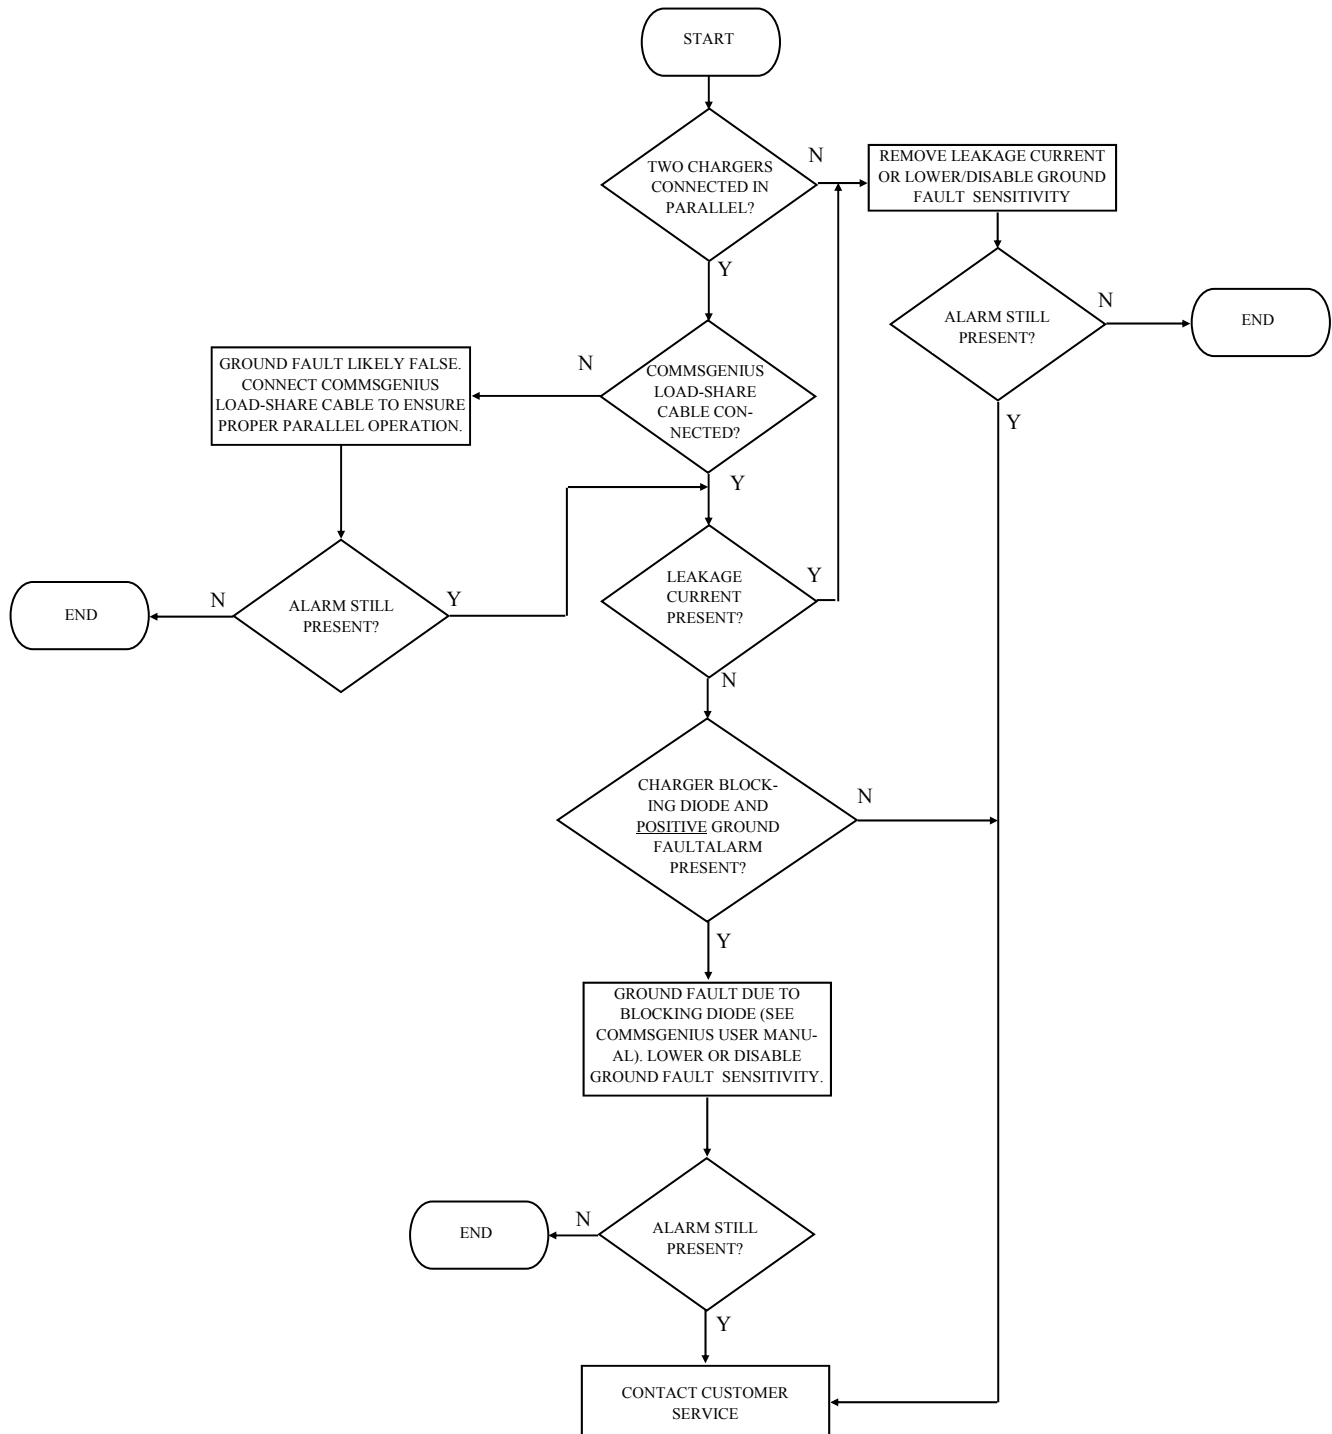 START
TWO CHARGERS
CONNECTED IN
PARALLEL?
N
REMOVE LEAKAGE CURRENT
OR LOWER/DISABLE GROUND
FAULT SENSITIVITY
Y
ALARM STILL
PRESENT?
N
END
Y
COMMSGENIUS
LOAD-SHARE
CABLE CON-
NECTED?
N
GROUND FAULT LIKELY FALSE.
CONNECT COMMSGENIUS
LOAD-SHARE CABLE TO ENSURE
PROPER PARALLEL OPERATION.
Y
ALARM STILL
PRESENT?
N
END
Y
LEAKAGE
CURRENT
PRESENT?
Y
N
CHARGER BLOCK-
ING DIODE AND
POSITIVE GROUND
FAULTALARM
PRESENT?
N
Y
GROUND FAULT DUE TO
BLOCKING DIODE (SEE
COMMSGENIUS USER MANU-
AL). LOWER OR DISABLE
GROUND FAULT SENSITIVITY.
ALARM STILL
PRESENT?
N
END
Y
CONTACT CUSTOMER
SERVICE